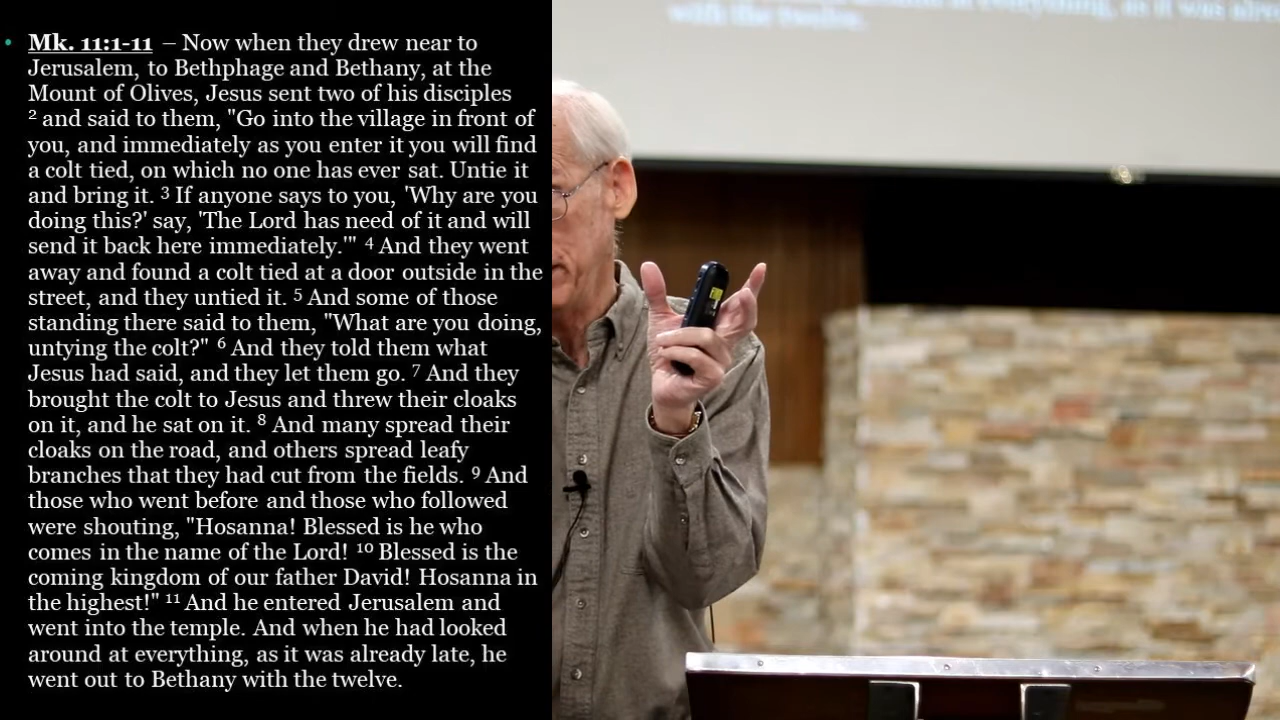 • Mk. 11:1-11 – Now when they drew near to
Jerusalem, to Bethphage and Bethany, at the
Mount of Olives, Jesus sent two of his disciples
² and said to them, "Go into the village in front of
you, and immediately as you enter it you will find
a colt tied, on which no one has ever sat. Untie it
and bring it. ³ If anyone says to you, 'Why are you
doing this?' say, 'The Lord has need of it and will
send it back here immediately.'" ⁴ And they went
away and found a colt tied at a door outside in the
street, and they untied it. ⁵ And some of those
standing there said to them, "What are you doing,
untying the colt?" ⁶ And they told them what
Jesus had said, and they let them go. ⁷ And they
brought the colt to Jesus and threw their cloaks
on it, and he sat on it. ⁸ And many spread their
cloaks on the road, and others spread leafy
branches that they had cut from the fields. ⁹ And
those who went before and those who followed
were shouting, "Hosanna! Blessed is he who
comes in the name of the Lord! ¹⁰ Blessed is the
coming kingdom of our father David! Hosanna in
the highest!" ¹¹ And he entered Jerusalem and
went into the temple. And when he had looked
around at everything, as it was already late, he
went out to Bethany with the twelve.
at everything, as it was
with the twelve.